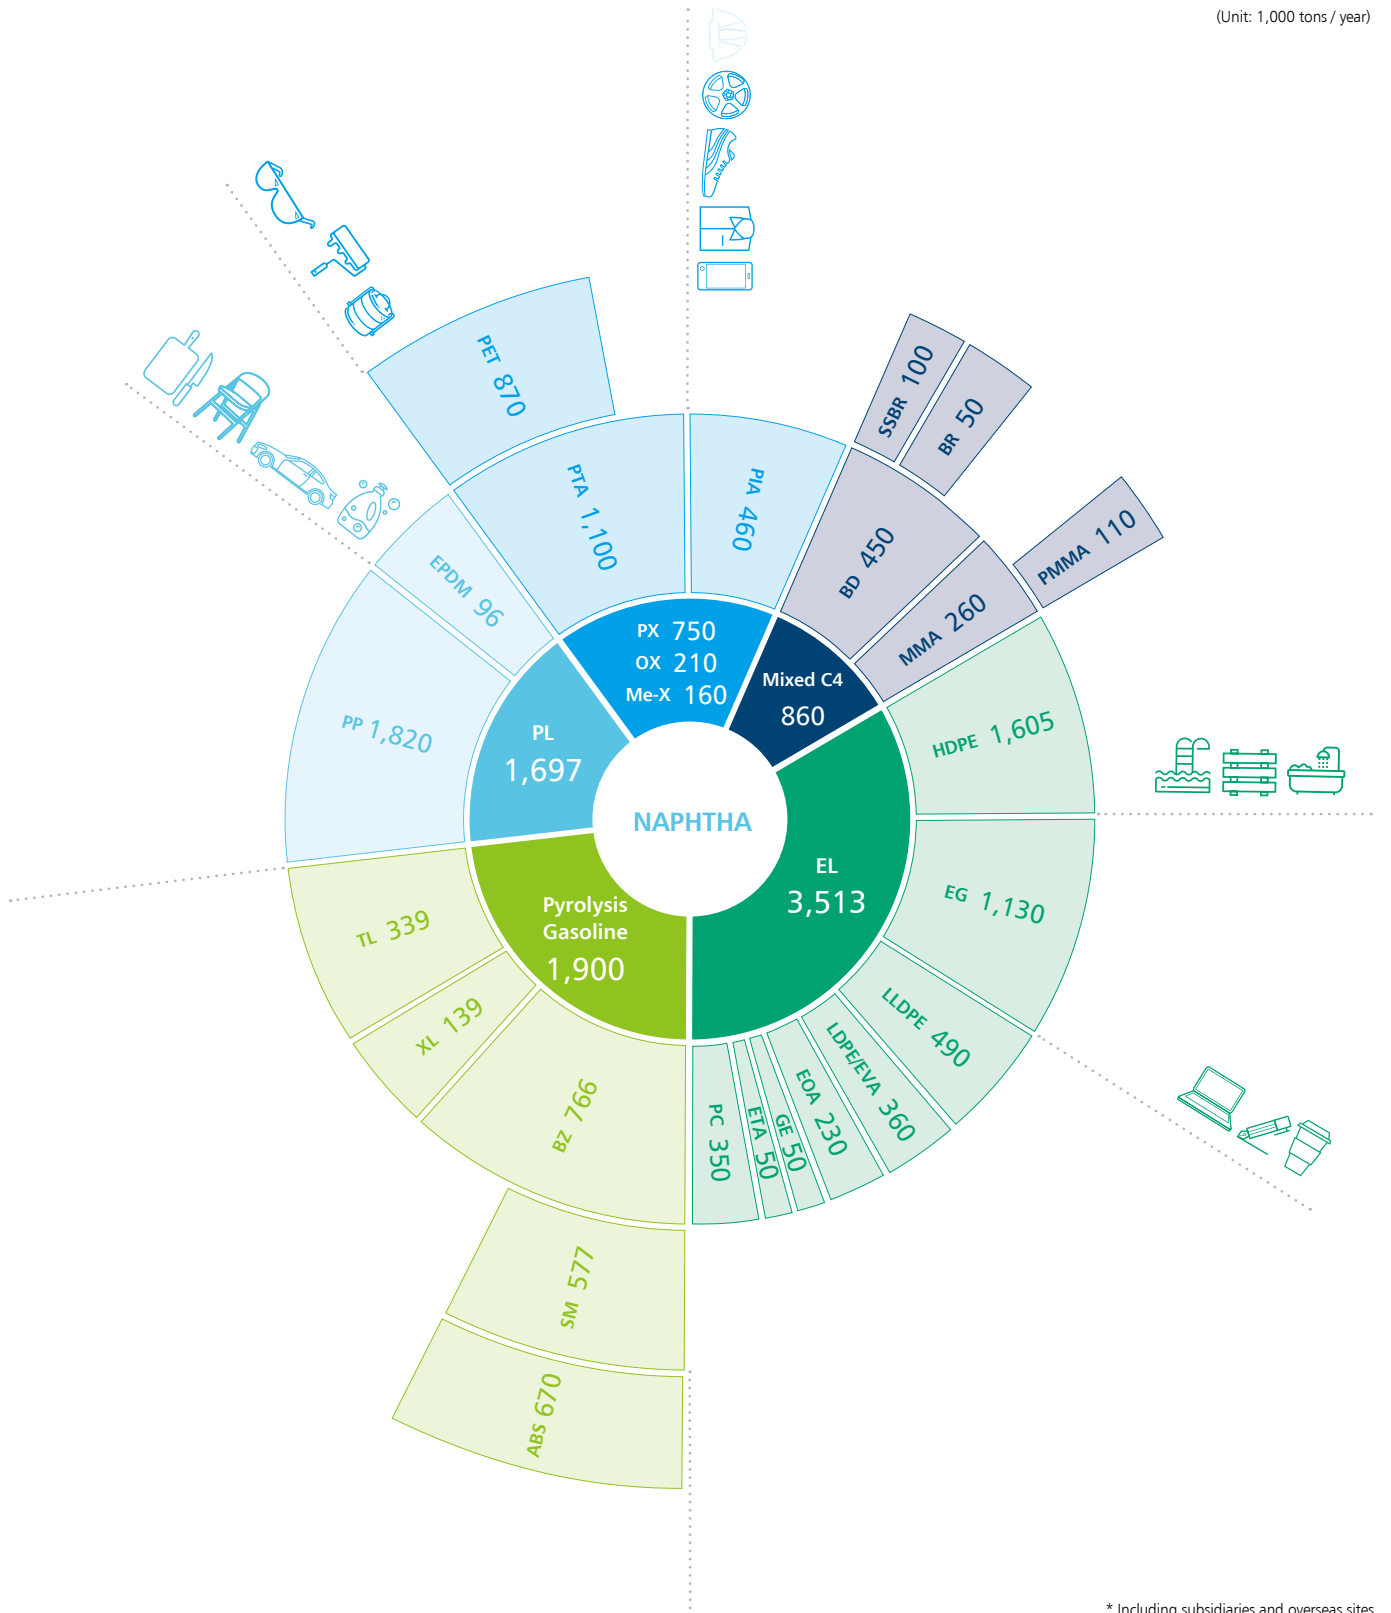 (Unit: 1,000 tons / year)
PET 870
PTA 1,100
PIA 460
SSBR 100
BR 50
BD 450
MMA 260
PMMA 110
EPDM 96
PP 1,820
PX 750
OX 210
Me-X 160
Mixed C4
860
PL
1,697
NAPHTHA
EL
3,513
Pyrolysis
Gasoline
1,900
HDPE 1,605
EG 1,130
LLDPE 490
LDPE/EVA 360
EOA 230
GE 50
ETA 50
PC 350
TL 339
XL 139
BZ 766
SM 577
ABS 670
* Including subsidiaries and overseas sites